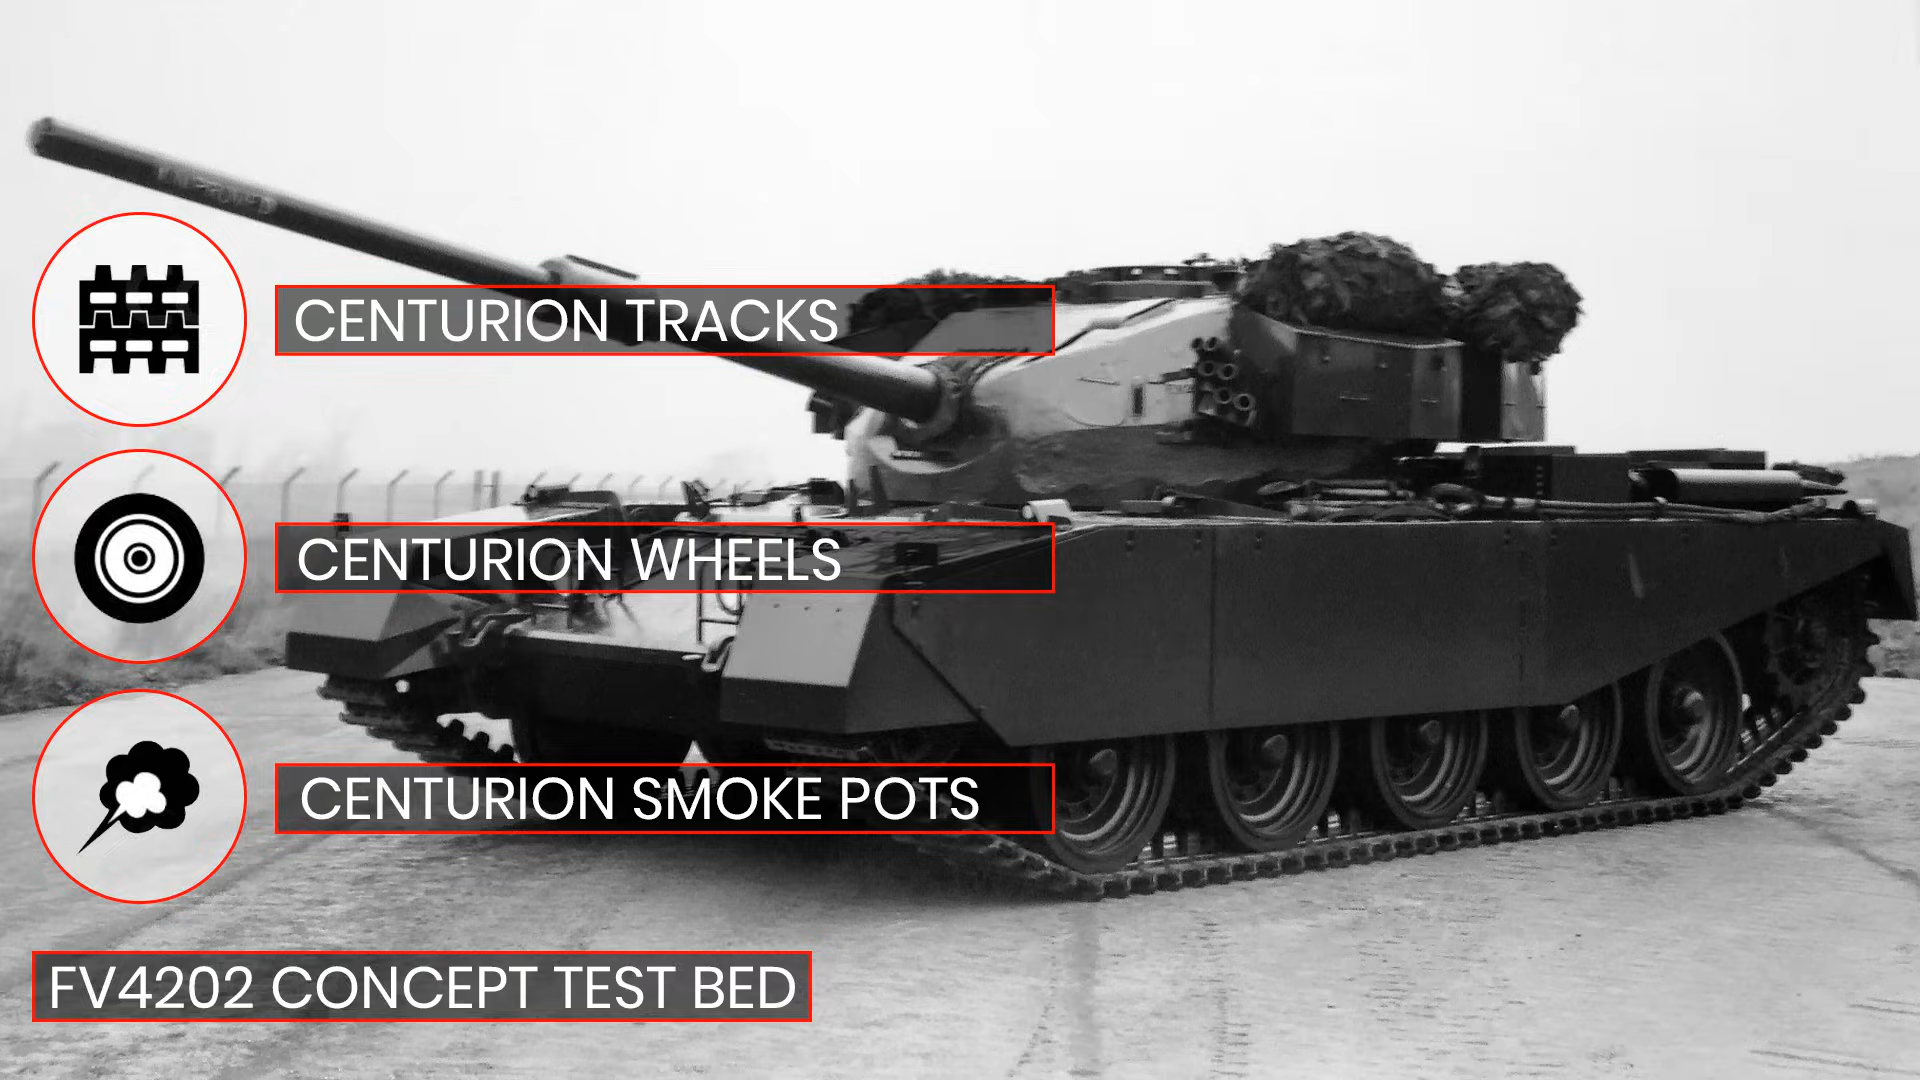 CENTURION TRACKS
CENTURION WHEELS
CENTURION SMOKE POTS
FV4202 CONCEPT TEST BED